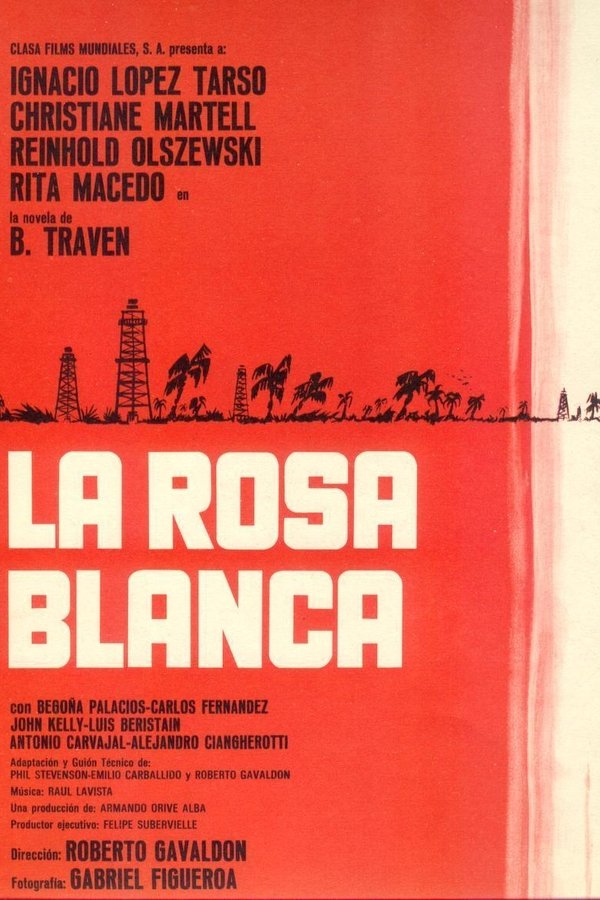 CLASA FILMS MUNDIALES, S. A. presenta a:
IGNACIO LOPEZ TARSO
CHRISTIANE MARTELL
REINHOLD OLSZEWSKI
RITA MACEDO en
la novela de
B. TRAVEN
LA ROSA
BLANCA
con BEGOÑA PALACIOS-CARLOS FERNANDEZ
JOHN KELLY-LUIS BERISTAIN
ANTONIO CARVAJAL-ALEJANDRO CIANGHEROTTI
Adaptación y Guión Técnico de:
PHIL STEVENSON-EMILIO CARBALLIDO y ROBERTO GAVALDON
Música: RAUL LAVISTA
Una producción de: ARMANDO ORIVE ALBA
Productor ejecutivo: FELIPE SUBERVIELLE
Dirección: ROBERTO GAVALDON
Fotografía: GABRIEL FIGUEROA